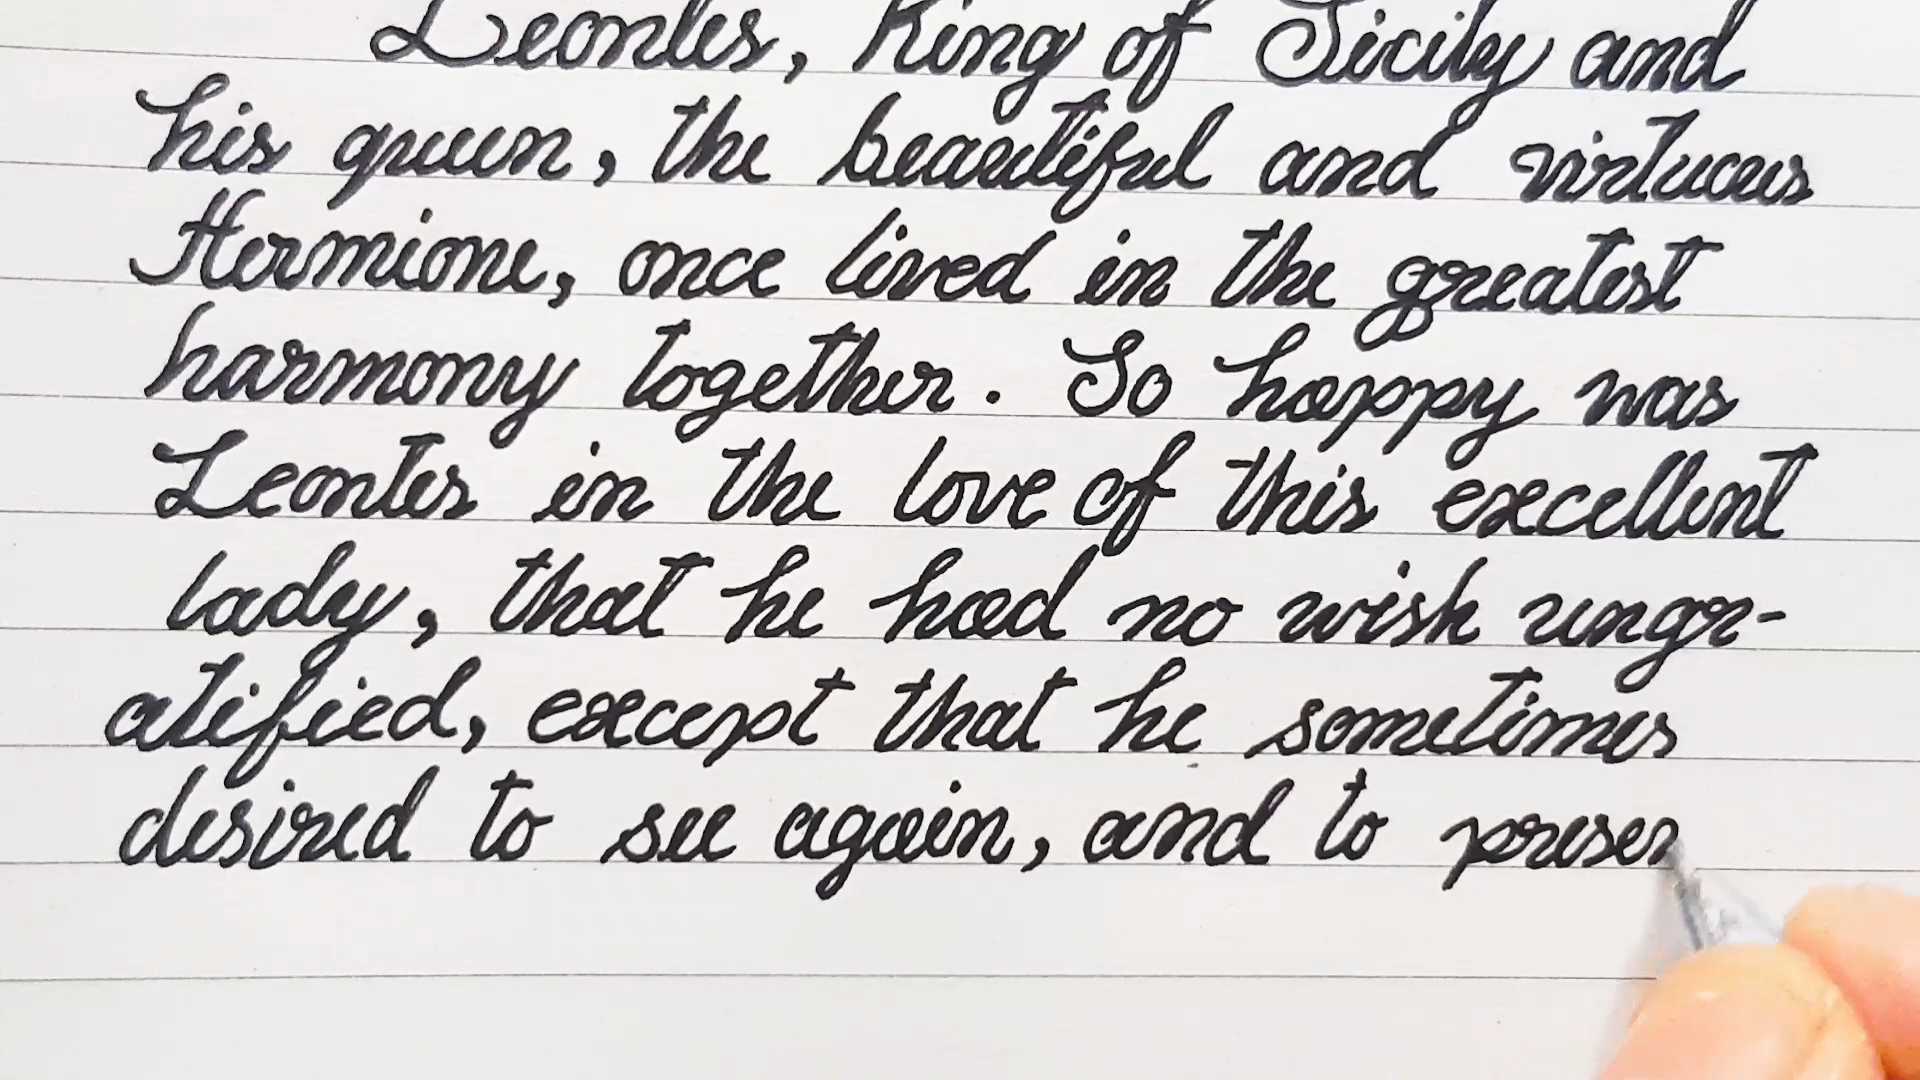 Leontes, King of Sicily and
his queen, the beautiful and virtuous
Hermione, once lived in the greatest
harmony together. So happy was
Leontes in the love of this excellent
lady, that he had no wish ungr-
atified, except that he sometimes
desired to see again, and to presen